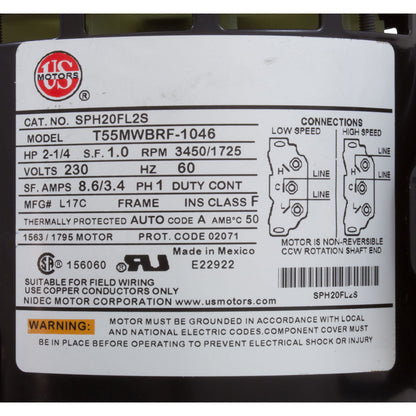 US
MOTORS
®
CAT. NO. SPH20FL2S
MODEL T55MWBRF-1046
HP 2-1/4 S.F. 1.0 RPM 3450/1725
VOLTS 230 HZ 60
SF. AMPS 8.6/3.4 PH 1 DUTY CONT
MFG# L17C FRAME INS CLASS F
THERMALLY PROTECTED AUTO CODE A AMB°C 50
1563 / 1795 MOTOR PROT. CODE 02071
Made in Mexico
SA ® 156060 ® E22922
SUITABLE FOR FIELD WIRING
USE COPPER CONDUCTORS ONLY
NIDEC MOTOR CORPORATION www.usmotors.com
CONNECTIONS
LOW SPEED HIGH SPEED
LINE LINE
H H
C C
L L
LINE LINE
MOTOR IS NON-REVERSIBLE
CCW ROTATION SHAFT END
SPH20FL2S
WARNING: MOTOR MUST BE GROUNDED IN ACCORDANCE WITH LOCAL
AND NATIONAL ELECTRIC CODES.COMPONENT COVER MUST
BE IN PLACE BEFORE OPERATING TO PREVENT ELECTRICAL SHOCK OR INJURY